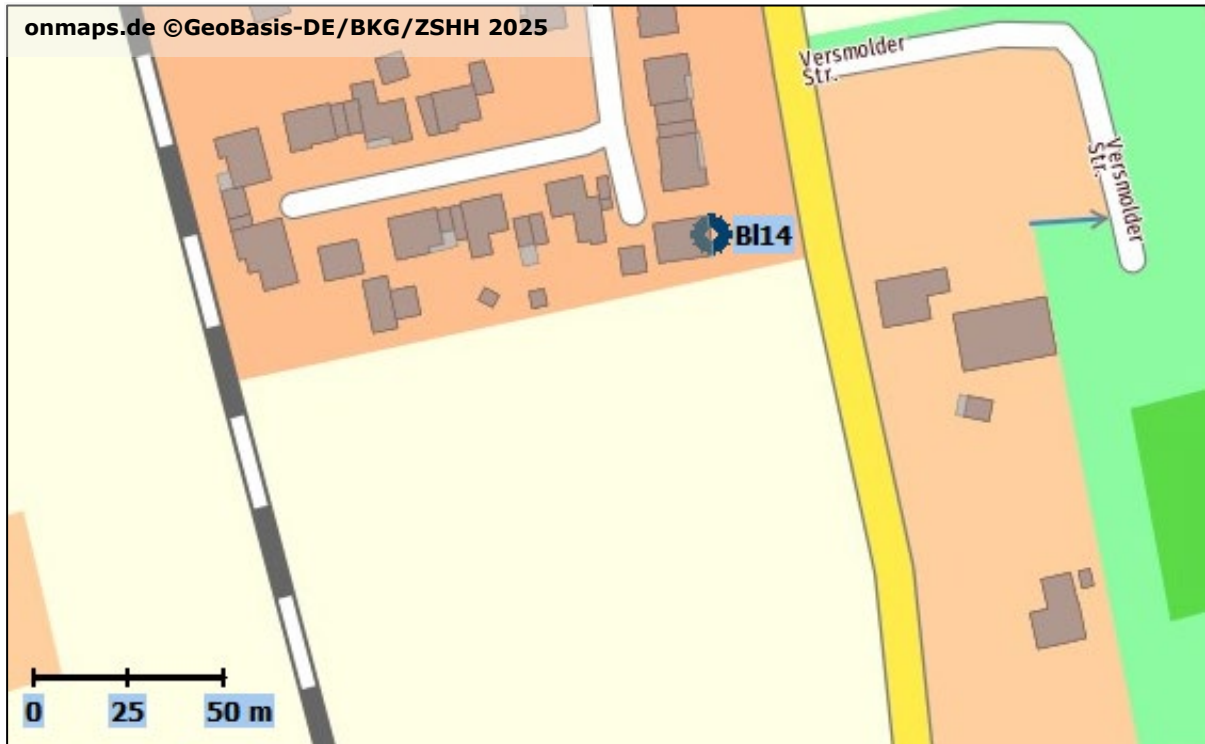 onmaps.de ©GeoBasis-DE/BKG/ZSHH 2025
Versmolder
Str.
Versmolder
Str.
Bl14
0 25 50 m